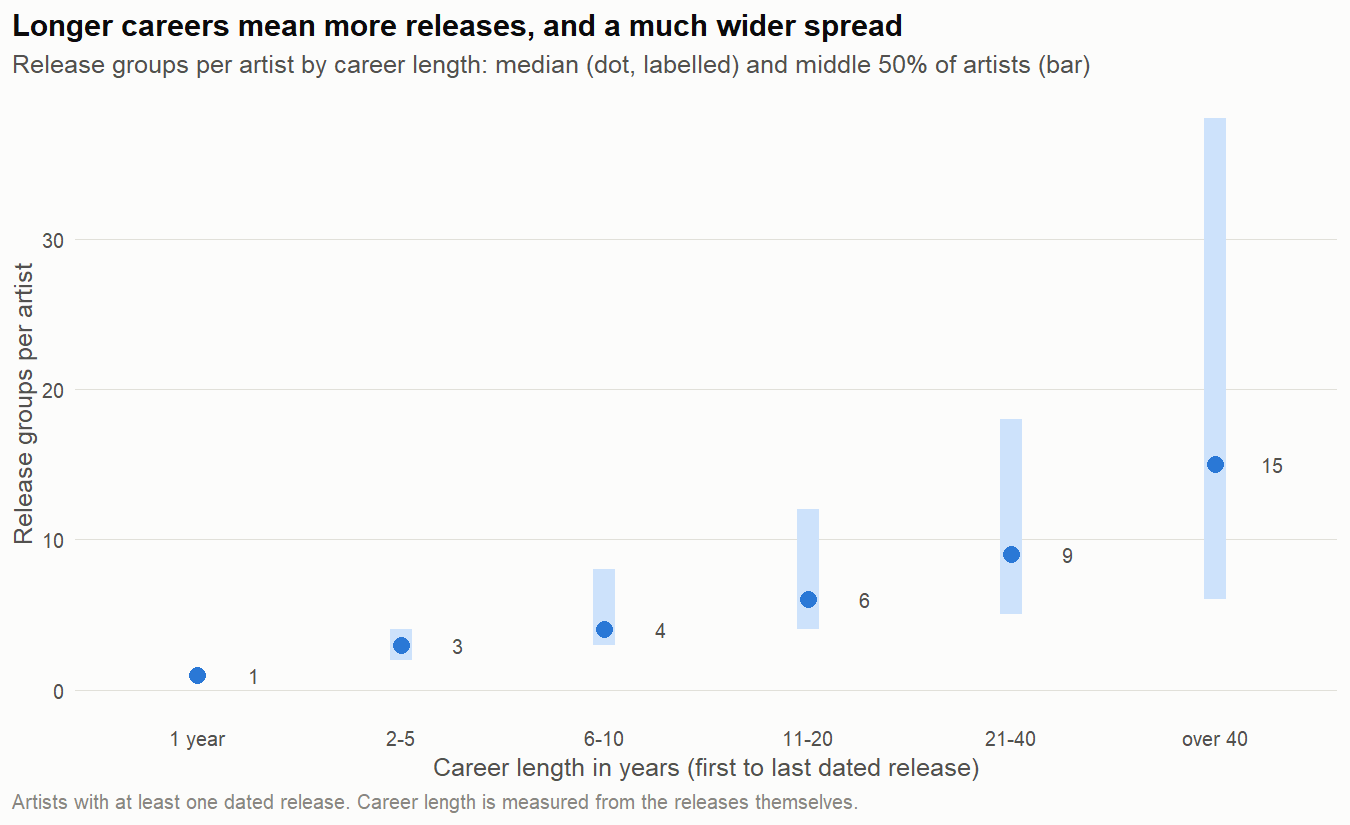 Longer careers mean more releases, and a much wider spread
Release groups per artist by career length: median (dot, labelled) and middle 50% of artists (bar)
Release groups per artist
30
20
10
0
1
3
4
6
9
15
1 year
2-5
6-10
11-20
21-40
over 40
Career length in years (first to last dated release)
Artists with at least one dated release. Career length is measured from the releases themselves.